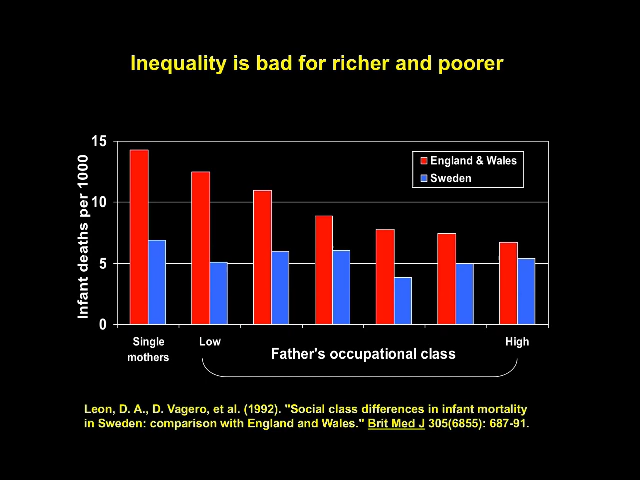 Inequality is bad for richer and poorer
15
10
5
0
Infant deaths per 1000
England & Wales
Sweden
Single
mothers
Low
High
Father's occupational class
Leon, D. A., D. Vagero, et al. (1992). "Social class differences in infant mortality
in Sweden: comparison with England and Wales." Brit Med J 305(6855): 687-91.